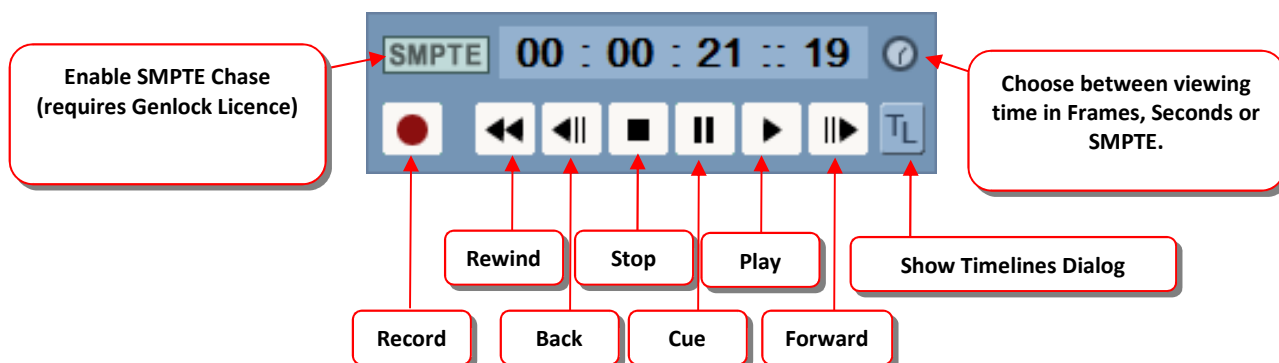 Enable SMPTE Chase
(requires Genlock Licence)
SMPTE
00 : 00 : 21 :: 19
Choose between viewing
time in Frames, Seconds or
SMPTE.
TL
Rewind
Stop
Play
Show Timelines Dialog
Record
Back
Cue
Forward